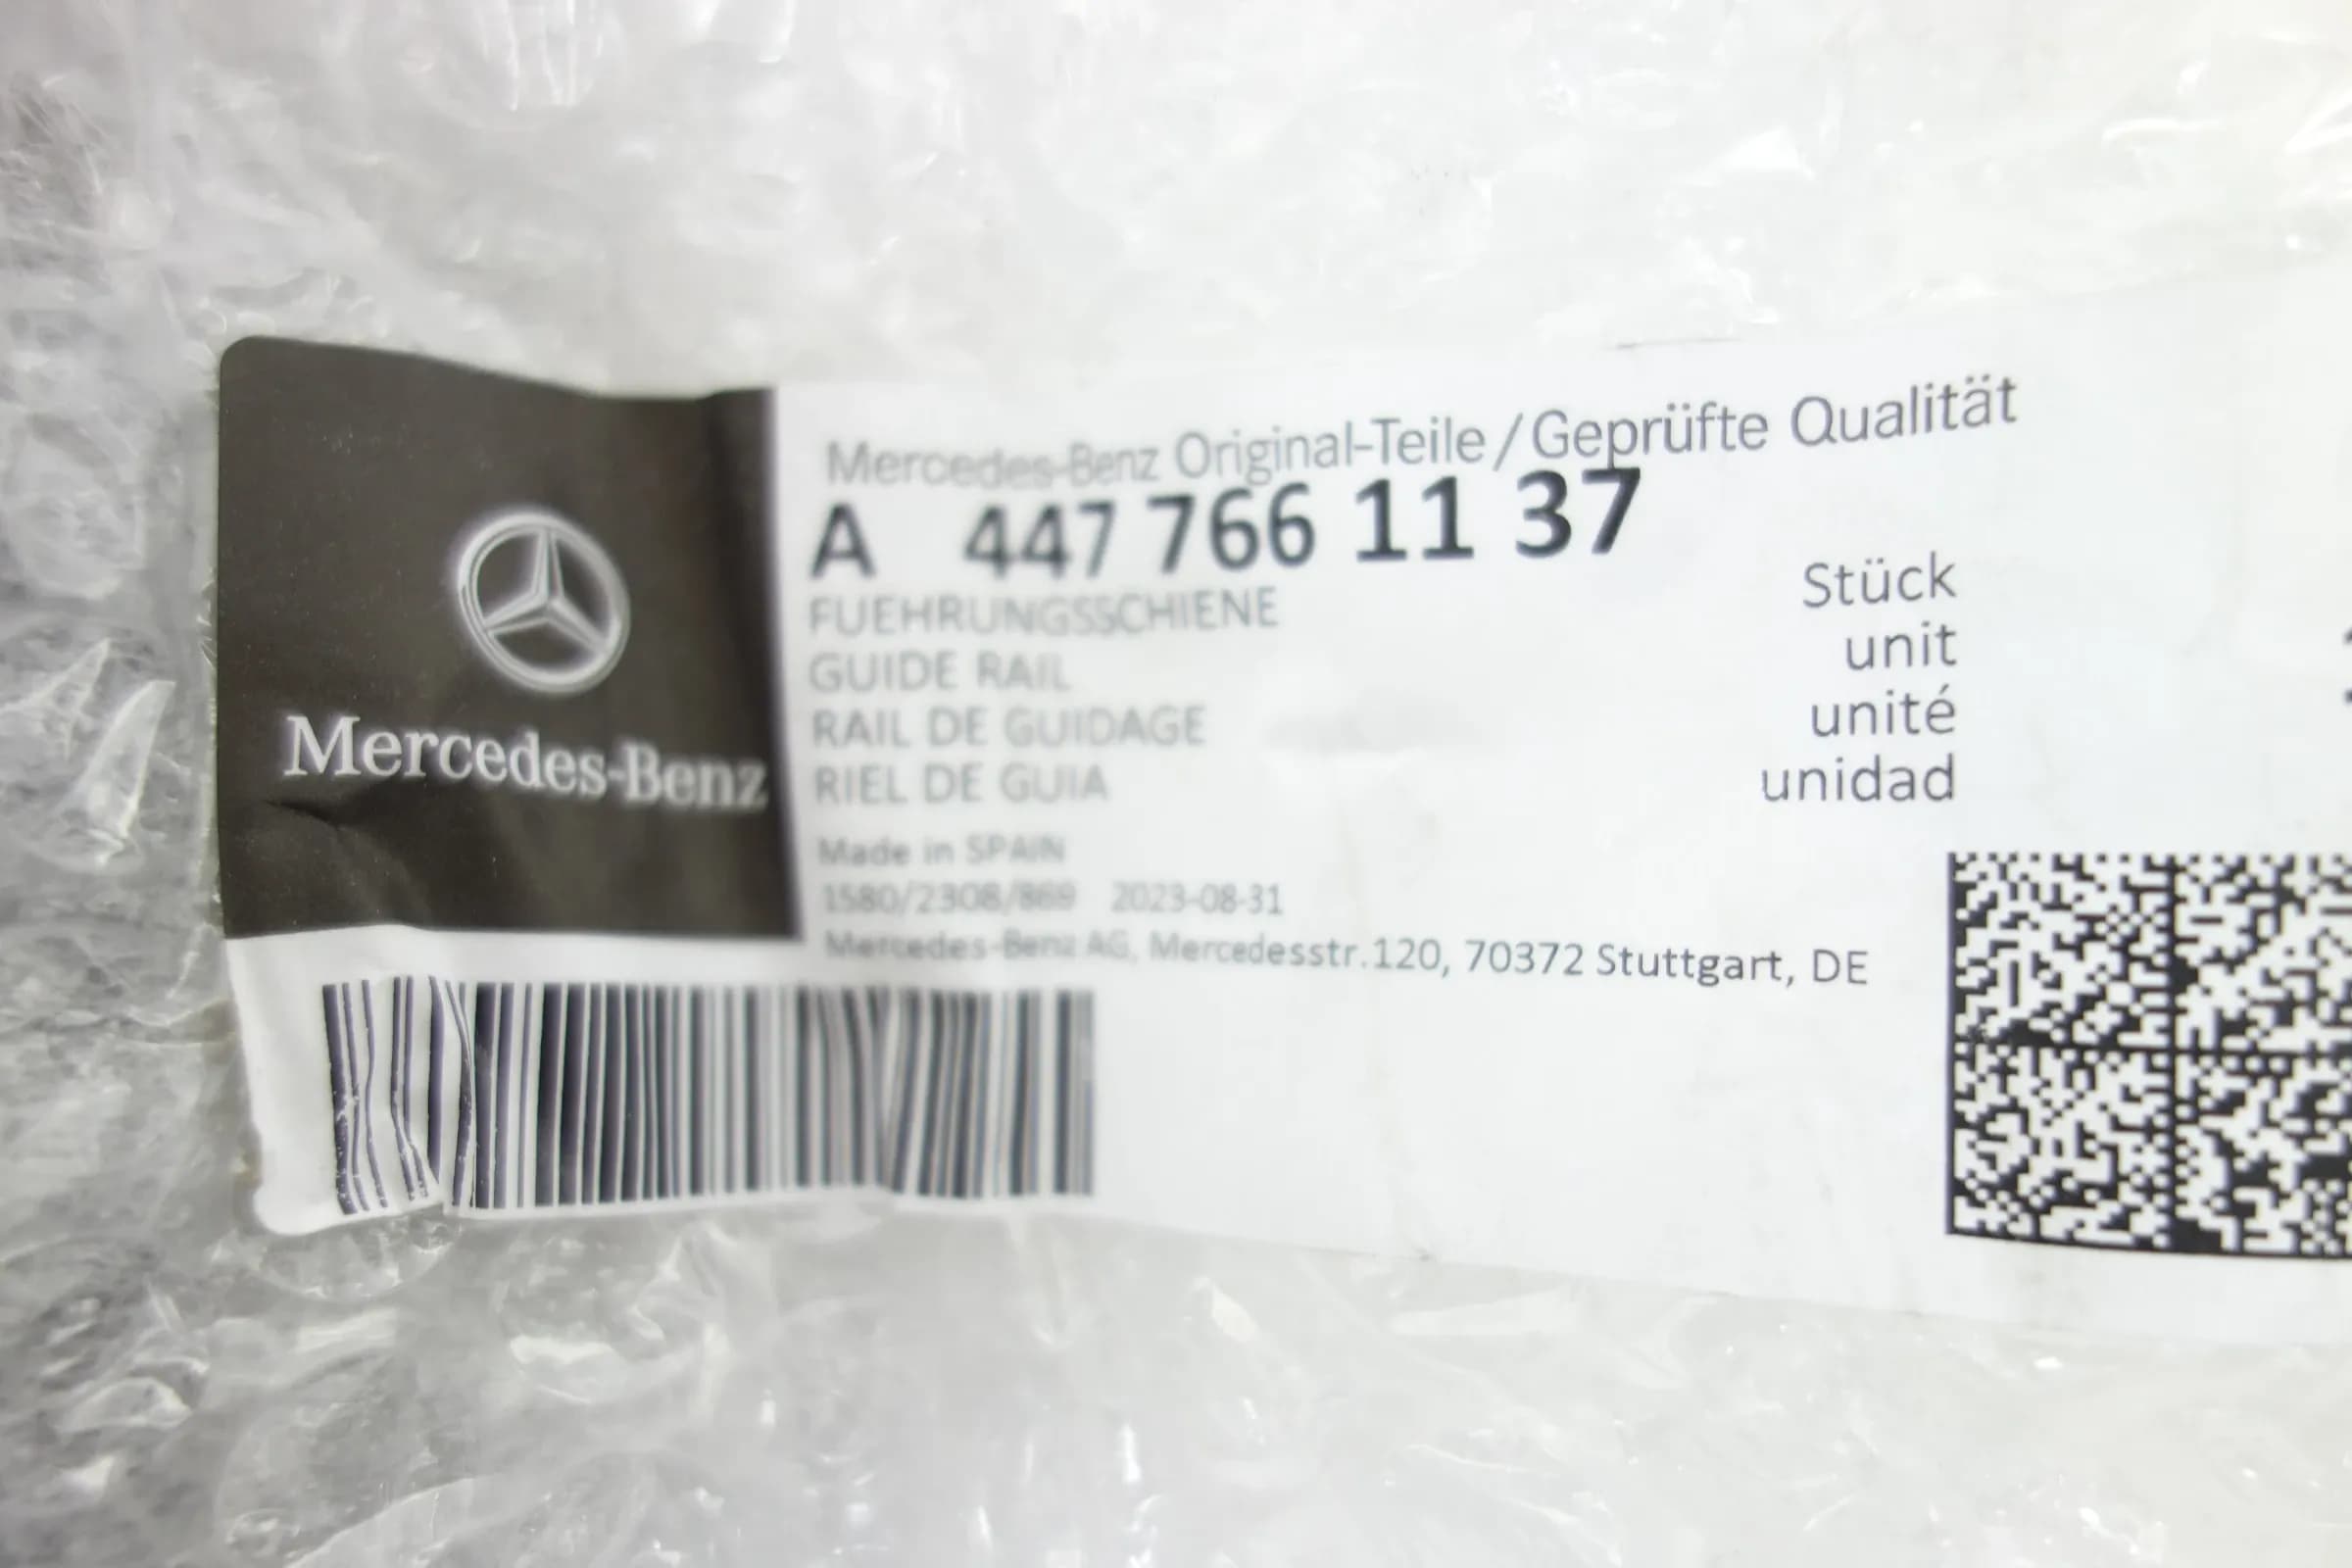 Mercedes-Benz
Mercedes-Benz Original-Teile/Geprüfte Qualität
A 447 766 11 37
FUEHRUNGSSCHIENE
GUIDE RAIL
RAIL DE GUIDAGE
RIEL DE GUIA
Stück
unit
unité
unidad
Made in SPAIN
1580/2308/869 2023-08-31
Mercedes-Benz AG, Mercedesstr.120, 70372 Stuttgart, DE